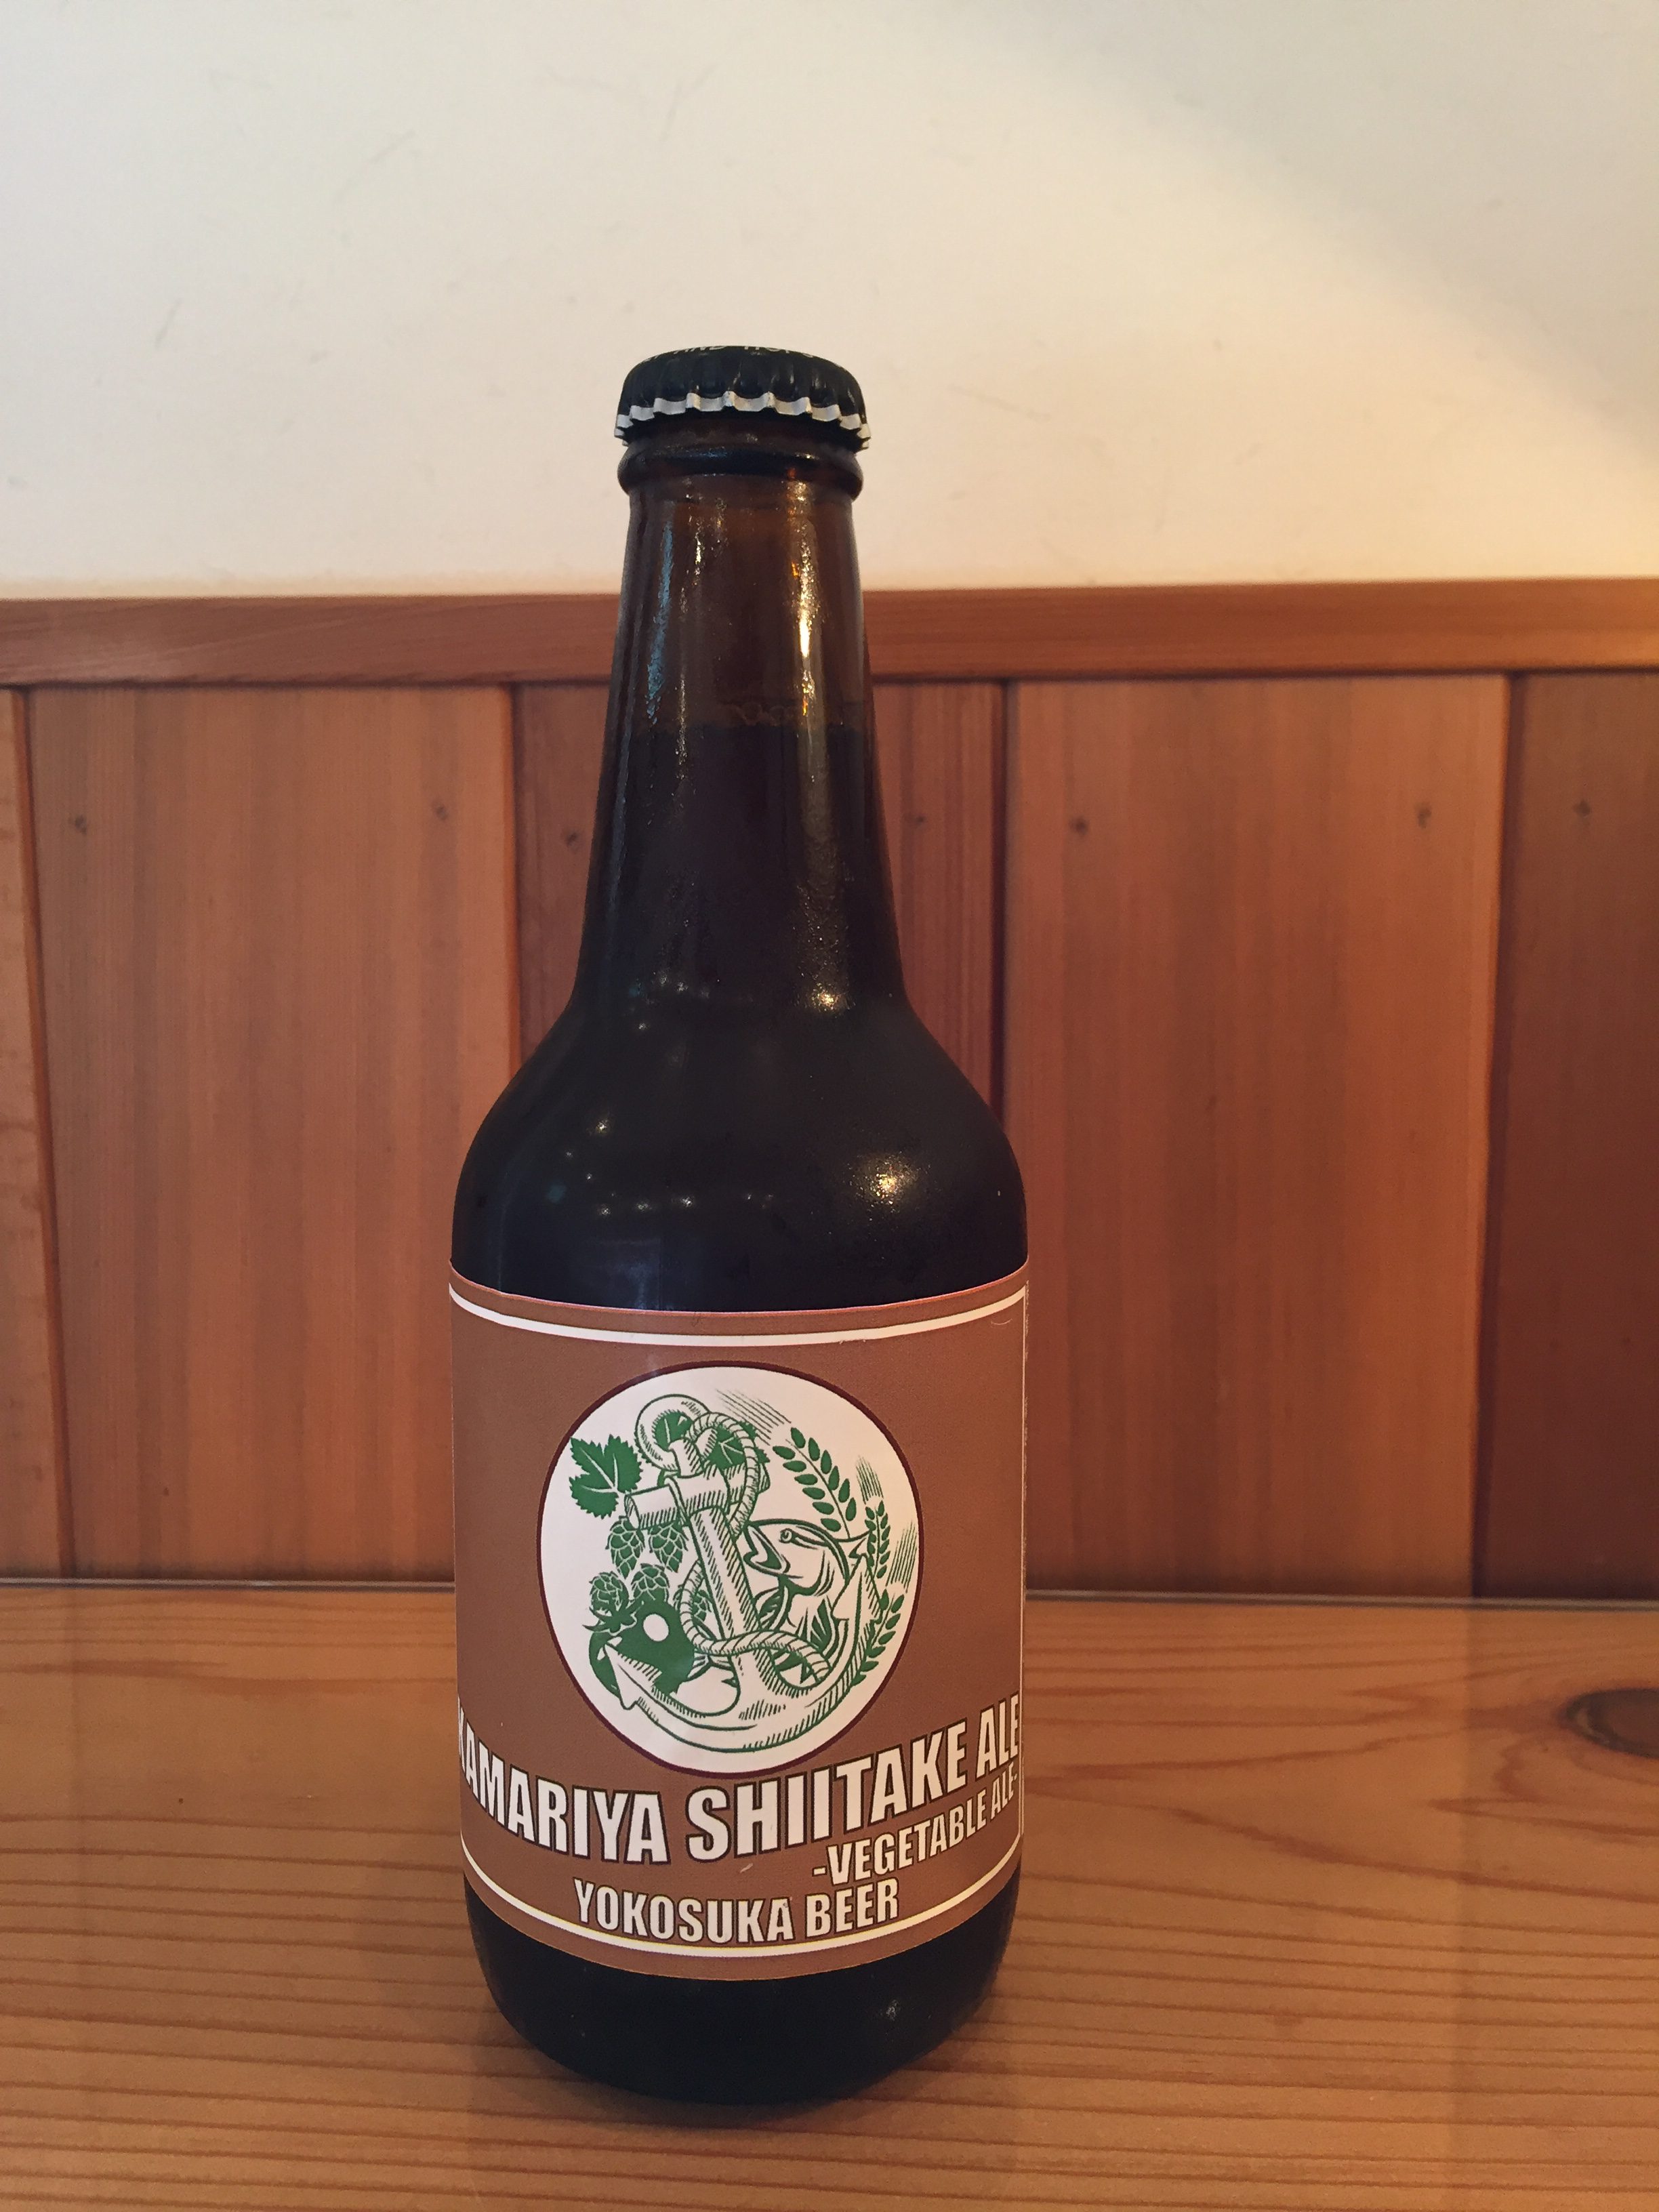 KAMARIYA SHIITAKE ALE
-VEGETABLE ALE-
YOKOSUKA BEER